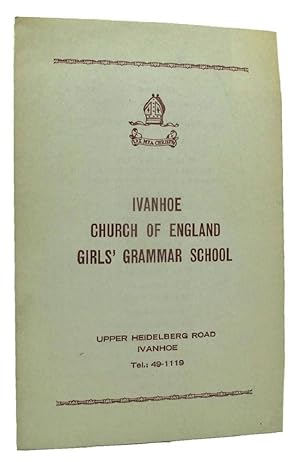 IVANHOE
CHURCH OF ENGLAND
GIRLS' GRAMMAR SCHOOL
UPPER HEIDELBERG ROAD
IVANHOE
Tel.: 49-1119